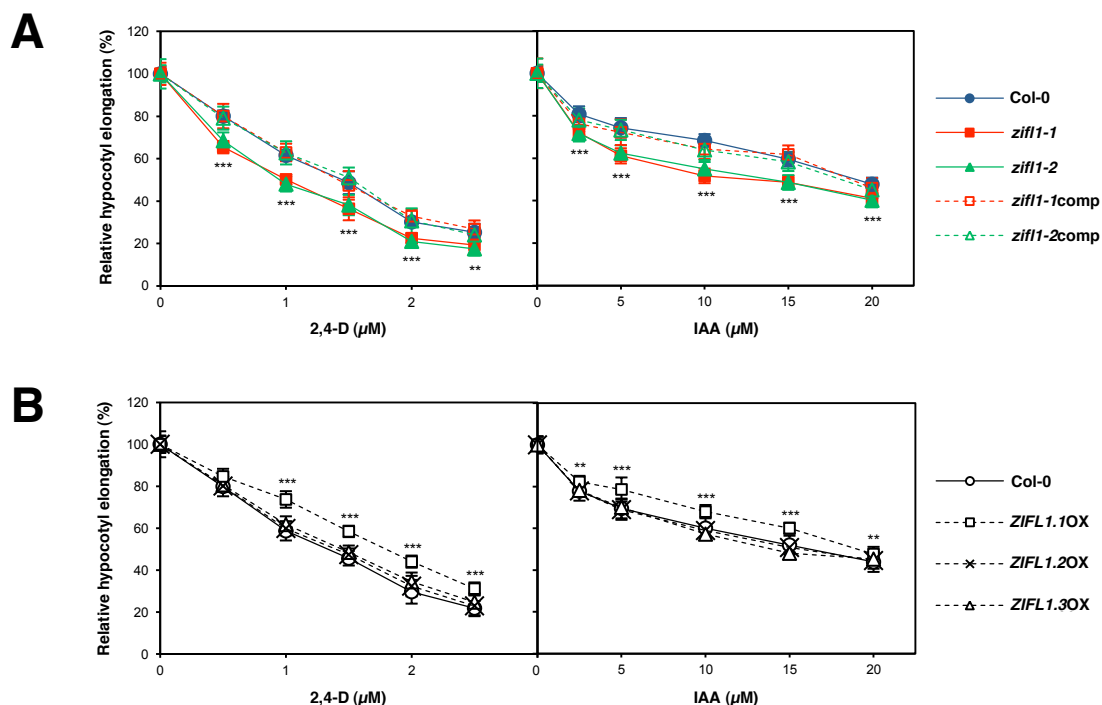 A
Relative hypocotyl elongation (%)
120
100
80
60
40
20
0
***
***
***
***
**
0
1
2
2,4-D (µM)
***
***
***
***
***
0
5
10
15
20
IAA (µM)
Col-0
zifl1-1
zifl1-2
zifl1-1comp
zifl1-2comp
B
Relative hypocotyl elongation (%)
120
100
80
60
40
20
0
***
***
***
***
0
1
2
2,4-D (µM)
**
***
***
***
**
0
5
10
15
20
IAA (µM)
Col-0
ZIFL1.1OX
ZIFL1.2OX
ZIFL1.3OX